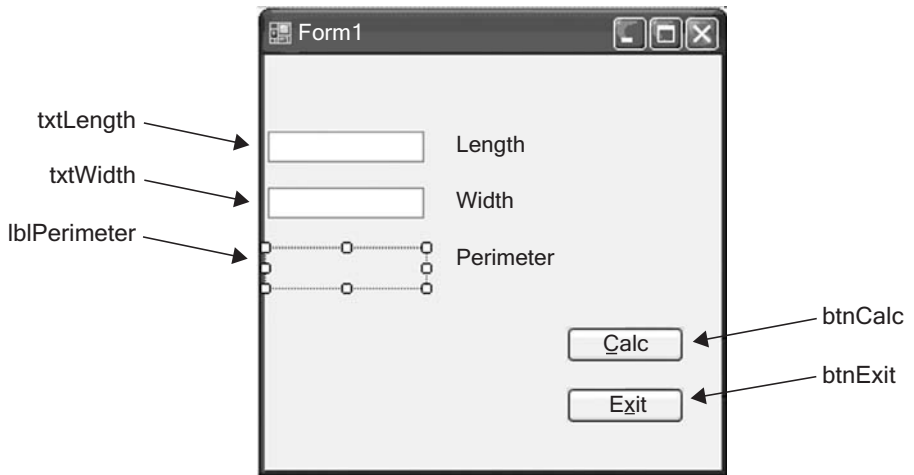 Form1
txtLength
Length
txtWidth
Width
lblPerimeter
Perimeter
Calc
btnCalc
Exit
btnExit